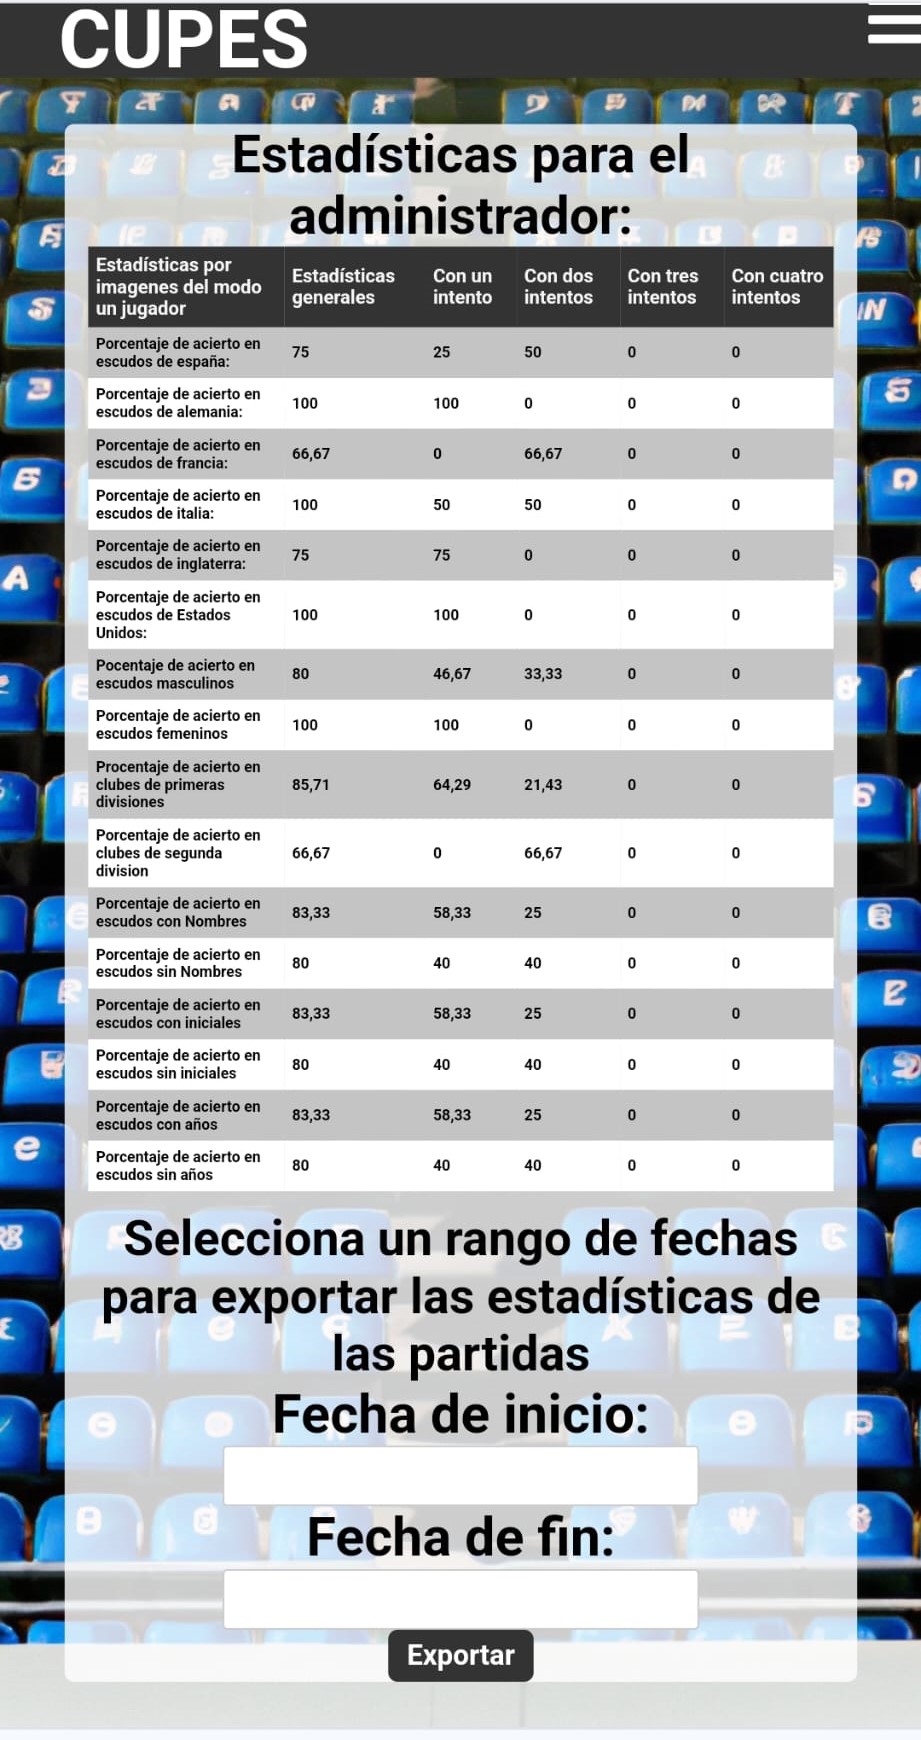 CUPES
Estadísticas para el
administrador:
Estadísticas por
imagenes del modo
un jugador
Estadísticas
generales
Con un
intento
Con dos
intentos
Con tres
intentos
Con cuatro
intentos
Porcentaje de acierto en
escudos de españa:
75 25 50 0 0
Porcentaje de acierto en
escudos de alemania:
100 100 0 0 0
Porcentaje de acierto en
escudos de francia:
66,67 0 66,67 0 0
Porcentaje de acierto en
escudos de italia:
100 50 50 0 0
Porcentaje de acierto en
escudos de inglaterra:
75 75 0 0 0
Porcentaje de acierto en
escudos de Estados
Unidos:
100 100 0 0 0
Pocentaje de acierto en
escudos masculinos
80 46,67 33,33 0 0
Porcentaje de acierto en
escudos femeninos
100 100 0 0 0
Procentaje de acierto en
clubes de primeras
divisiones
85,71 64,29 21,43 0 0
Porcentaje de acierto en
clubes de segunda
division
66,67 0 66,67 0 0
Porcentaje de acierto en
escudos con Nombres
83,33 58,33 25 0 0
Porcentaje de acierto en
escudos sin Nombres
80 40 40 0 0
Porcentaje de acierto en
escudos con iniciales
83,33 58,33 25 0 0
Porcentaje de acierto en
escudos sin iniciales
80 40 40 0 0
Porcentaje de acierto en
escudos con años
83,33 58,33 25 0 0
Porcentaje de acierto en
escudos sin años
80 40 40 0 0
Selecciona un rango de fechas
para exportar las estadísticas de
las partidas
Fecha de inicio:
Fecha de fin:
Exportar